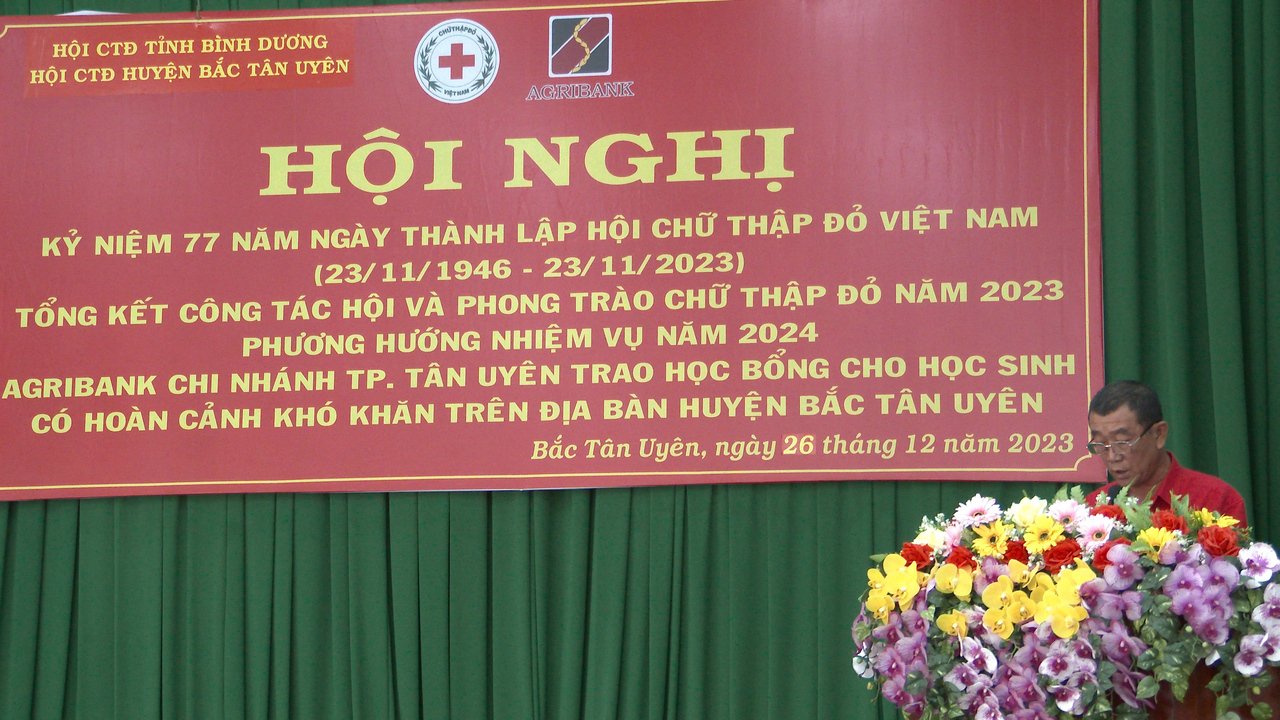 HỘI CTĐ TỈNH BÌNH DƯƠNG
HỘI CTĐ HUYỆN BẮC TÂN UYÊN
CHỮ THẬP ĐỎ
VIỆT NAM
AGRIBANK
HỘI NGHỊ
KỶ NIỆM 77 NĂM NGÀY THÀNH LẬP HỘI CHỮ THẬP ĐỎ VIỆT NAM
(23/11/1946 - 23/11/2023)
TỔNG KẾT CÔNG TÁC HỘI VÀ PHONG TRÀO CHỮ THẬP ĐỎ NĂM 2023
PHƯƠNG HƯỚNG NHIỆM VỤ NĂM 2024
AGRIBANK CHI NHÁNH TP. TÂN UYÊN TRAO HỌC BỔNG CHO HỌC SINH
CÓ HOÀN CẢNH KHÓ KHĂN TRÊN ĐỊA BÀN HUYỆN BẮC TÂN UYÊN
Bắc Tân Uyên, ngày 26 tháng 12 năm 2023